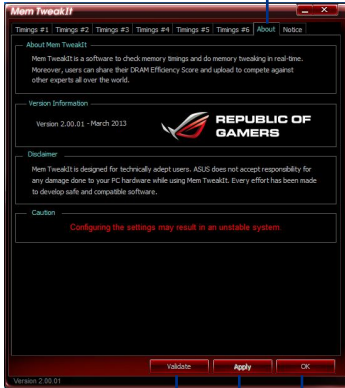 Mem TweakIt
Timings #1 Timings #2 Timings #3 Timings #4 Timings #5 Timings #6 About Notice
About Mem TweakIt
Mem TweakIt is a software to check memory timings and do memory tweaking in real-time.
Moreover, users can share their DRAM Efficiency Score and upload to compete against
other experts all over the world.
Version Information
Version 2.00.01 - March 2013
REPUBLIC OF
GAMERS
Disclaimer
Mem TweakIt is designed for technically adept users. ASUS does not accept responsibility for
any damage done to your PC hardware while using Mem TweakIt. Every effort has been made
to develop safe and compatible software.
Caution
Configuring the settings may result in an unstable system.
Validate Apply OK
Version 2.00.01